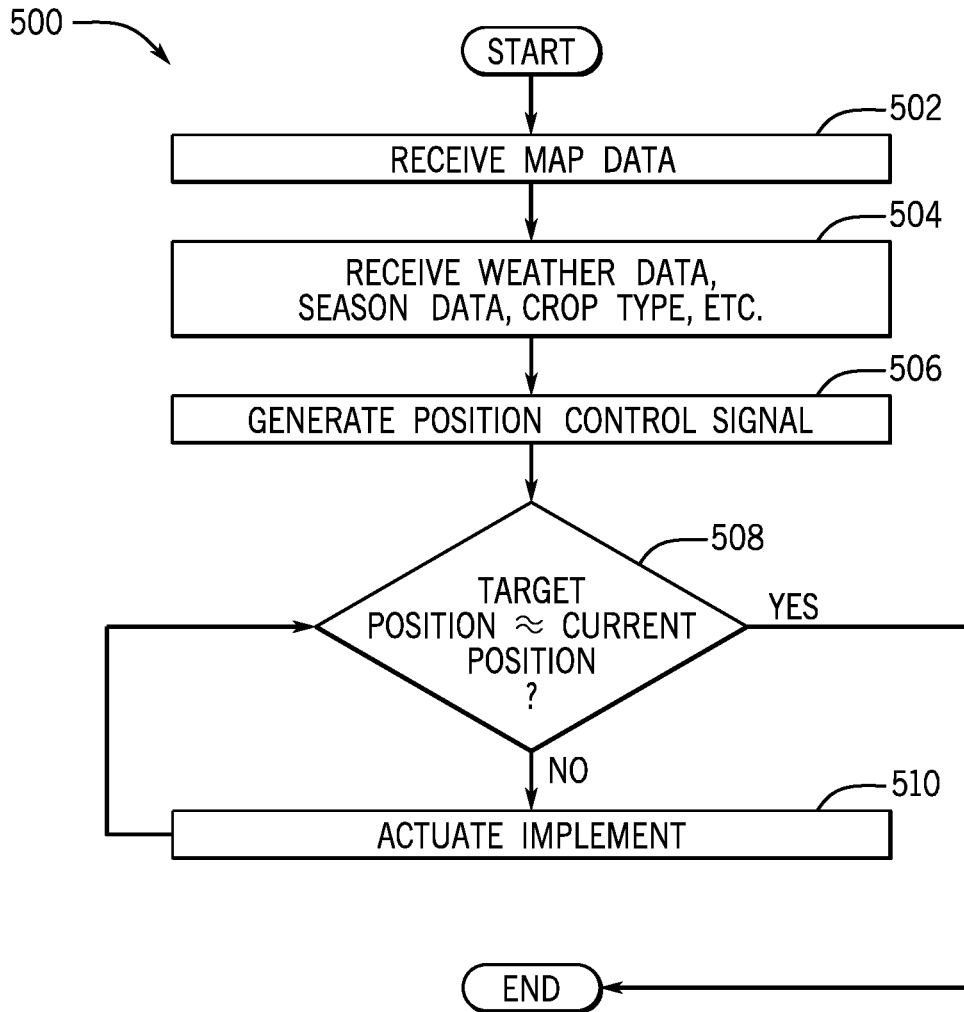 500
START
502
RECEIVE MAP DATA
504
RECEIVE WEATHER DATA,
SEASON DATA, CROP TYPE, ETC.
506
GENERATE POSITION CONTROL SIGNAL
508
TARGET
POSITION ≈ CURRENT
POSITION
?
YES
NO
510
ACTUATE IMPLEMENT
END